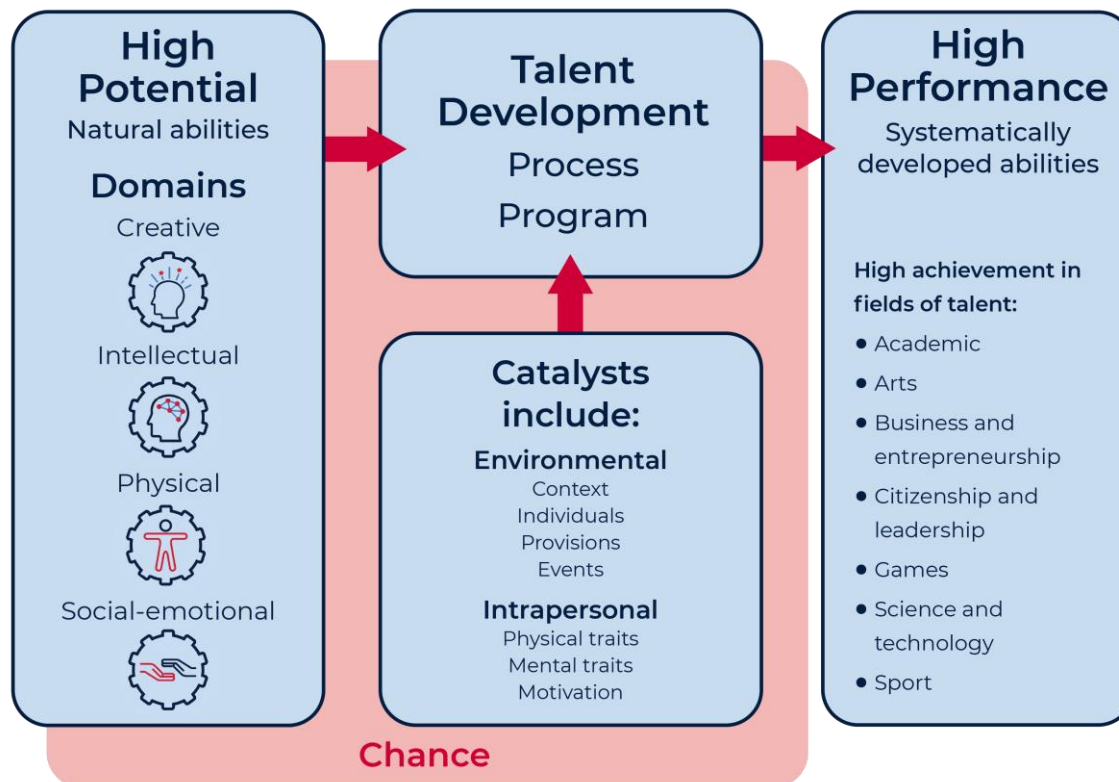 High
Potential
Natural abilities
Domains
Creative
Intellectual
Physical
Social-emotional
Talent
Development
Process
Program
Catalysts
include:
Environmental
Context
Individuals
Provisions
Events
Intrapersonal
Physical traits
Mental traits
Motivation
High
Performance
Systematically
developed abilities
High achievement in
fields of talent:
● Academic
● Arts
● Business and
entrepreneurship
● Citizenship and
leadership
● Games
● Science and
technology
● Sport
Chance